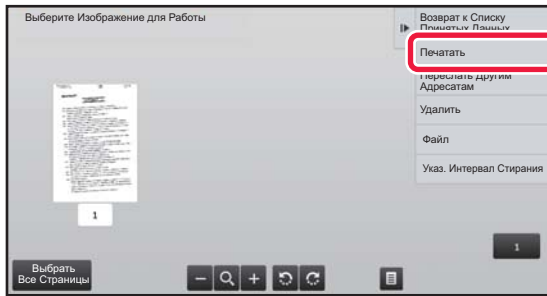 Выберите Изображение для Работы
Возврат к Списку
Принятых Данных
Печатать
Переслать Другим
Адресатам
Удалить
Файл
Указ. Интервал Стирания
1
1
Выбрать
Все Страницы